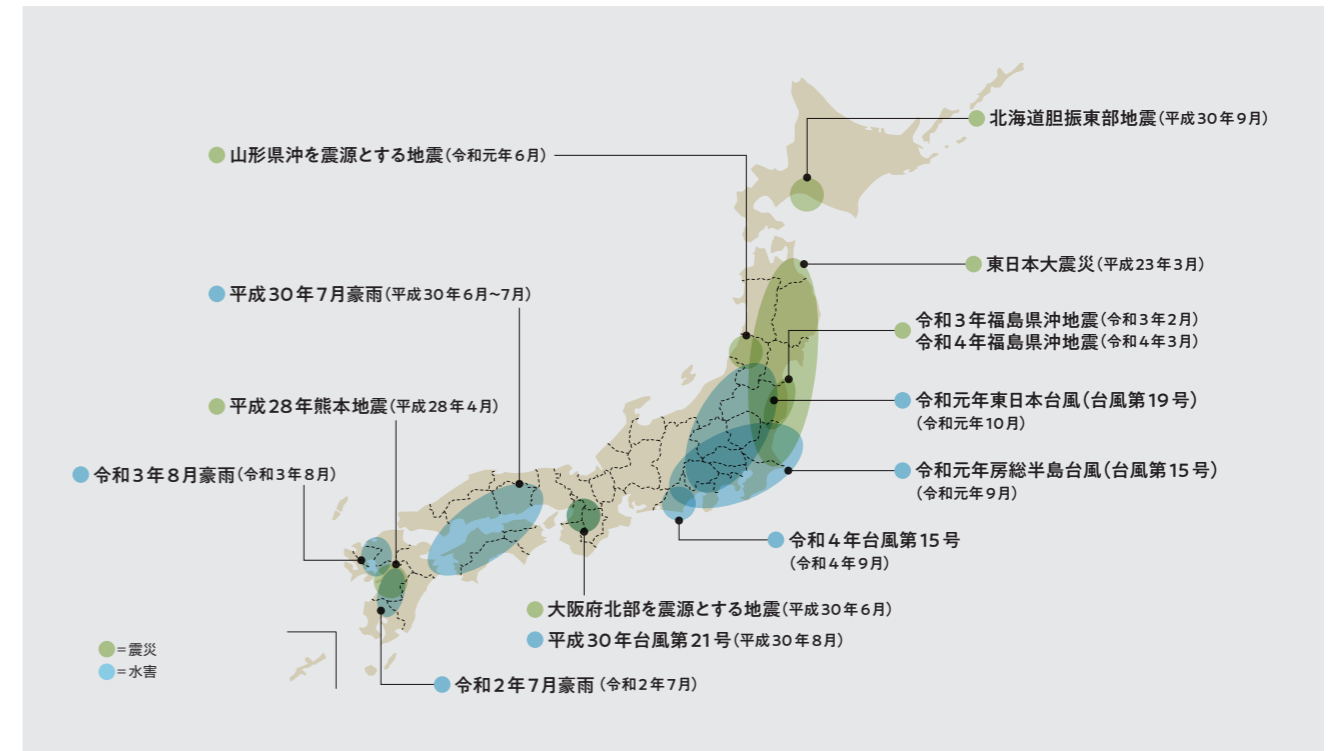 北海道胆振東部地震(平成30年9月)
山形県沖を震源とする地震(令和元年6月)
東日本大震災(平成23年3月)
平成30年7月豪雨(平成30年6月~7月)
令和3年福島県沖地震(令和3年2月)
令和4年福島県沖地震(令和4年3月)
平成28年熊本地震(平成28年4月)
令和元年東日本台風(台風第19号)
(令和元年10月)
令和3年8月豪雨(令和3年8月)
令和元年房総半島台風(台風第15号)
(令和元年9月)
令和4年台風第15号
(令和4年9月)
大阪府北部を震源とする地震(平成30年6月)
平成30年台風第21号(平成30年8月)
=震災
=水害
令和2年7月豪雨(令和2年7月)